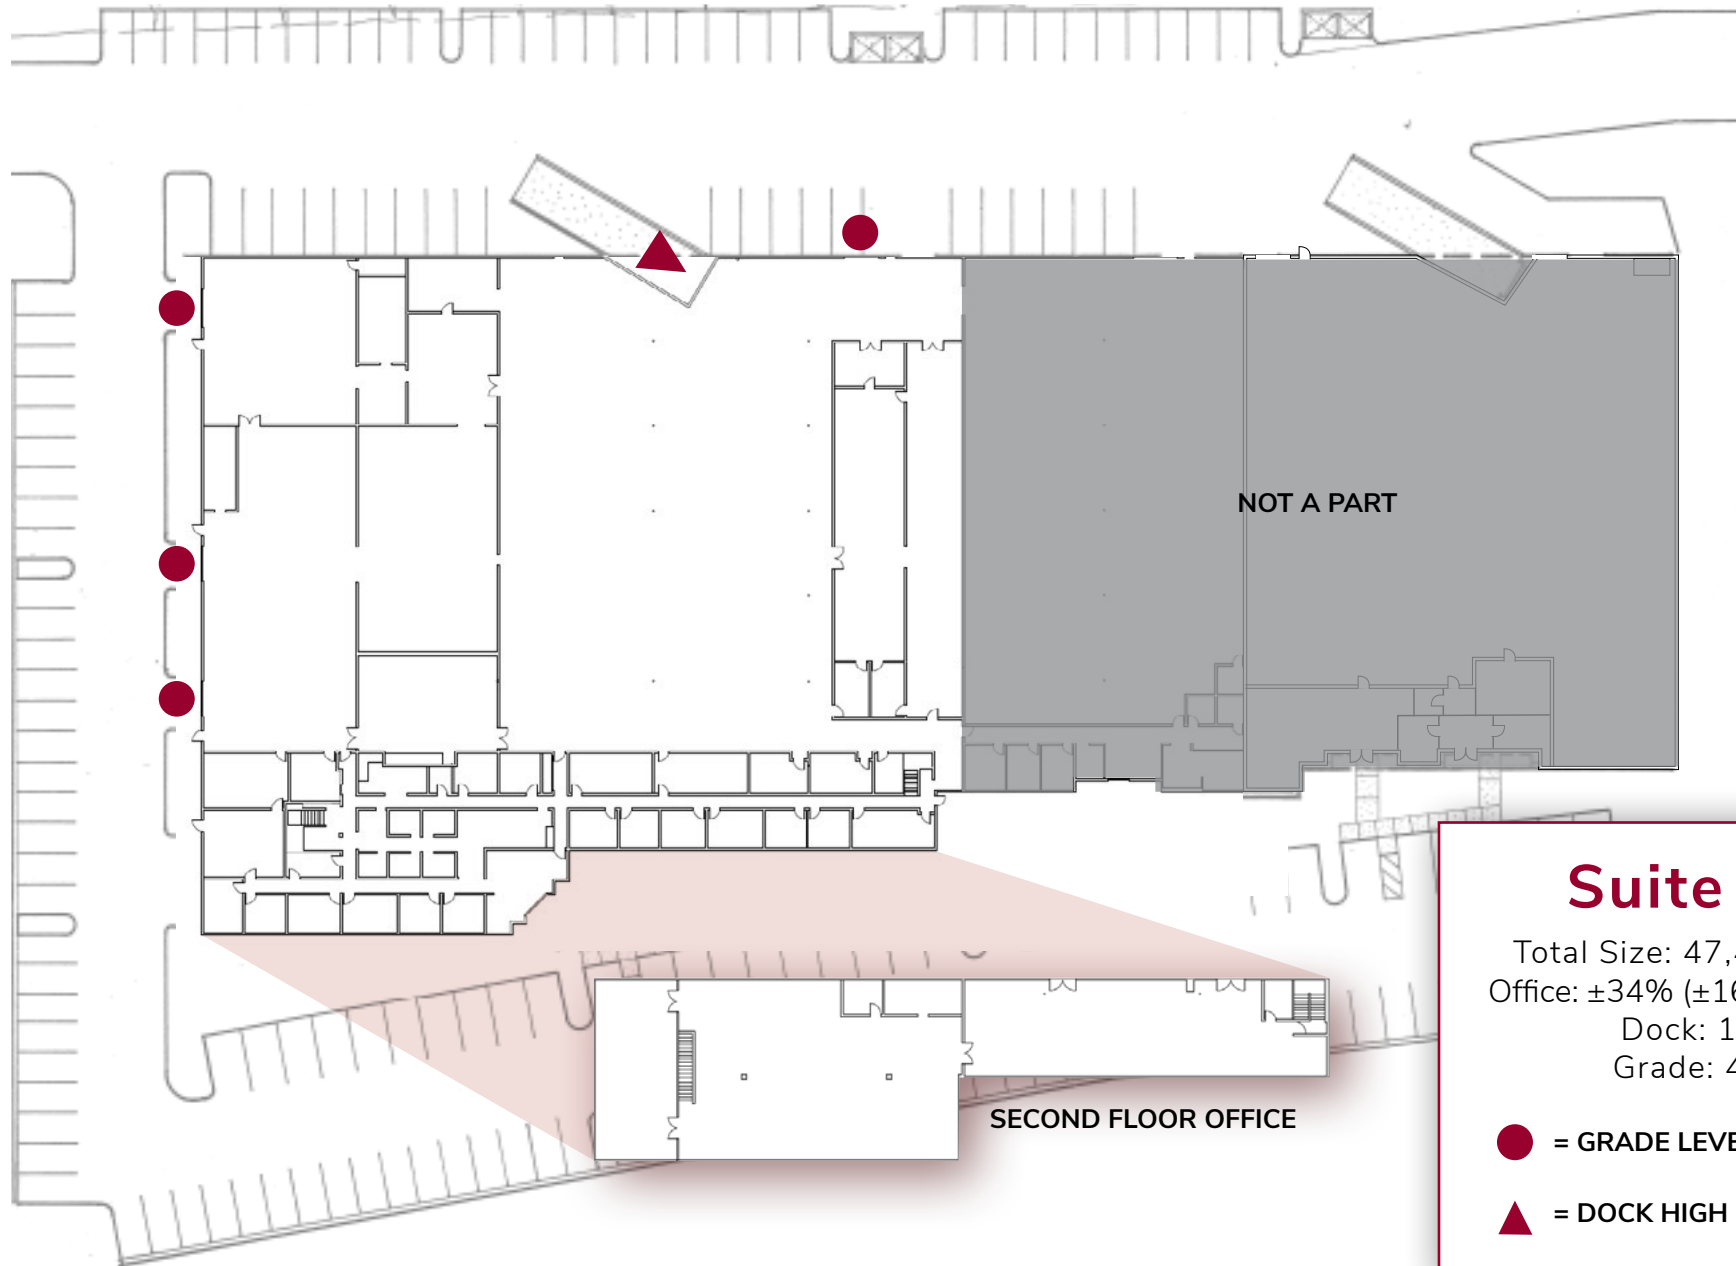 NOT A PART
Suite
Total Size: 47,
Office: ±34% (±16
Dock: 1
Grade: 4
SECOND FLOOR OFFICE
= GRADE LEVE
= DOCK HIGH